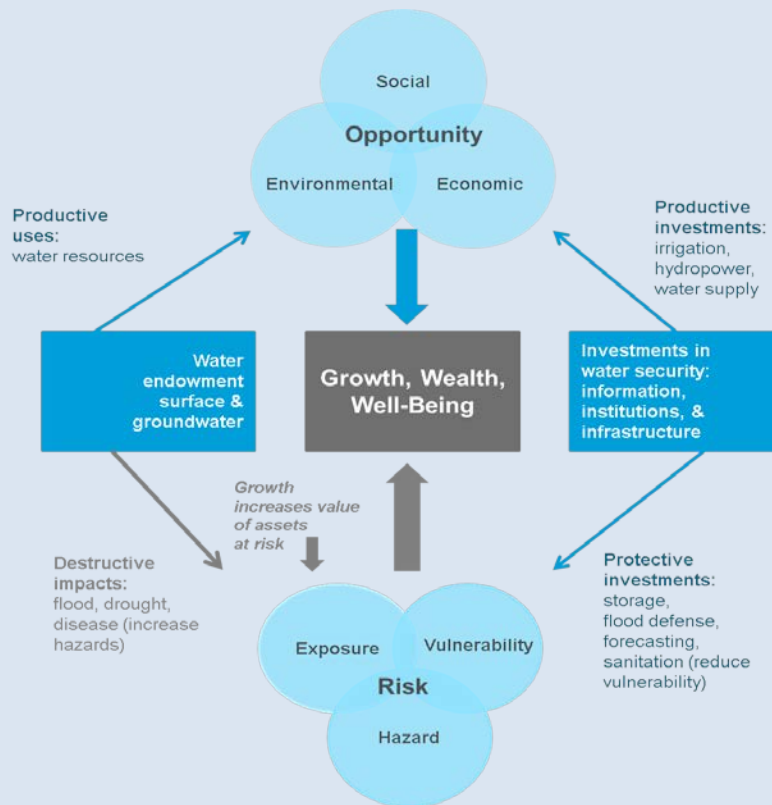 Social
Opportunity
Environmental
Economic
Productive
uses:
water resources
Productive
investments:
irrigation,
hydropower,
water supply
Water
endowment
surface &
groundwater
Growth, Wealth,
Well-Being
Investments in
water security:
information,
institutions, &
infrastructure
Growth
increases value
of assets
at risk
Destructive
impacts:
flood, drought,
disease (increase
hazards)
Protective
investments:
storage,
flood defense,
forecasting,
sanitation (reduce
vulnerability)
Exposure
Vulnerability
Risk
Hazard